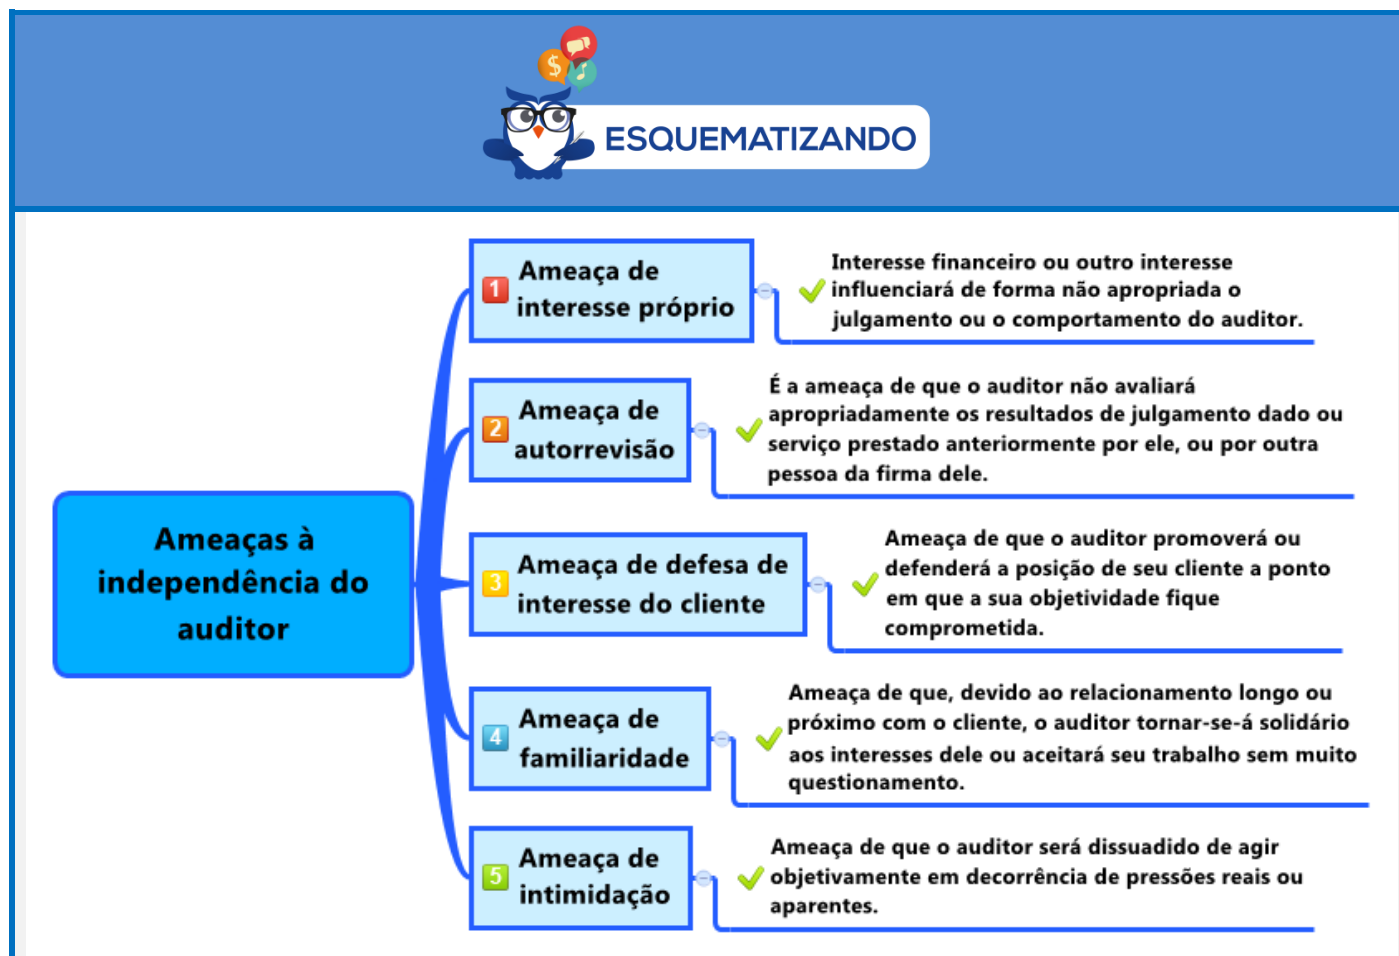 $
ESQUEMATIZANDO
Ameaças à
independência do
auditor
1
Ameaça de
interesse próprio
Interesse financeiro ou outro interesse
influenciará de forma não apropriada o
julgamento ou o comportamento do auditor.
2
Ameaça de
autorrevisão
É a ameaça de que o auditor não avaliará
apropriadamente os resultados de julgamento dado ou
serviço prestado anteriormente por ele, ou por outra
pessoa da firma dele.
3
Ameaça de defesa de
interesse do cliente
Ameaça de que o auditor promoverá ou
defenderá a posição de seu cliente a ponto
em que a sua objetividade fique
comprometida.
4
Ameaça de
familiaridade
Ameaça de que, devido ao relacionamento longo ou
próximo com o cliente, o auditor tornar-se-á solidário
aos interesses dele ou aceitará seu trabalho sem muito
questionamento.
5
Ameaça de
intimidação
Ameaça de que o auditor será dissuadido de agir
objetivamente em decorrência de pressões reais ou
aparentes.